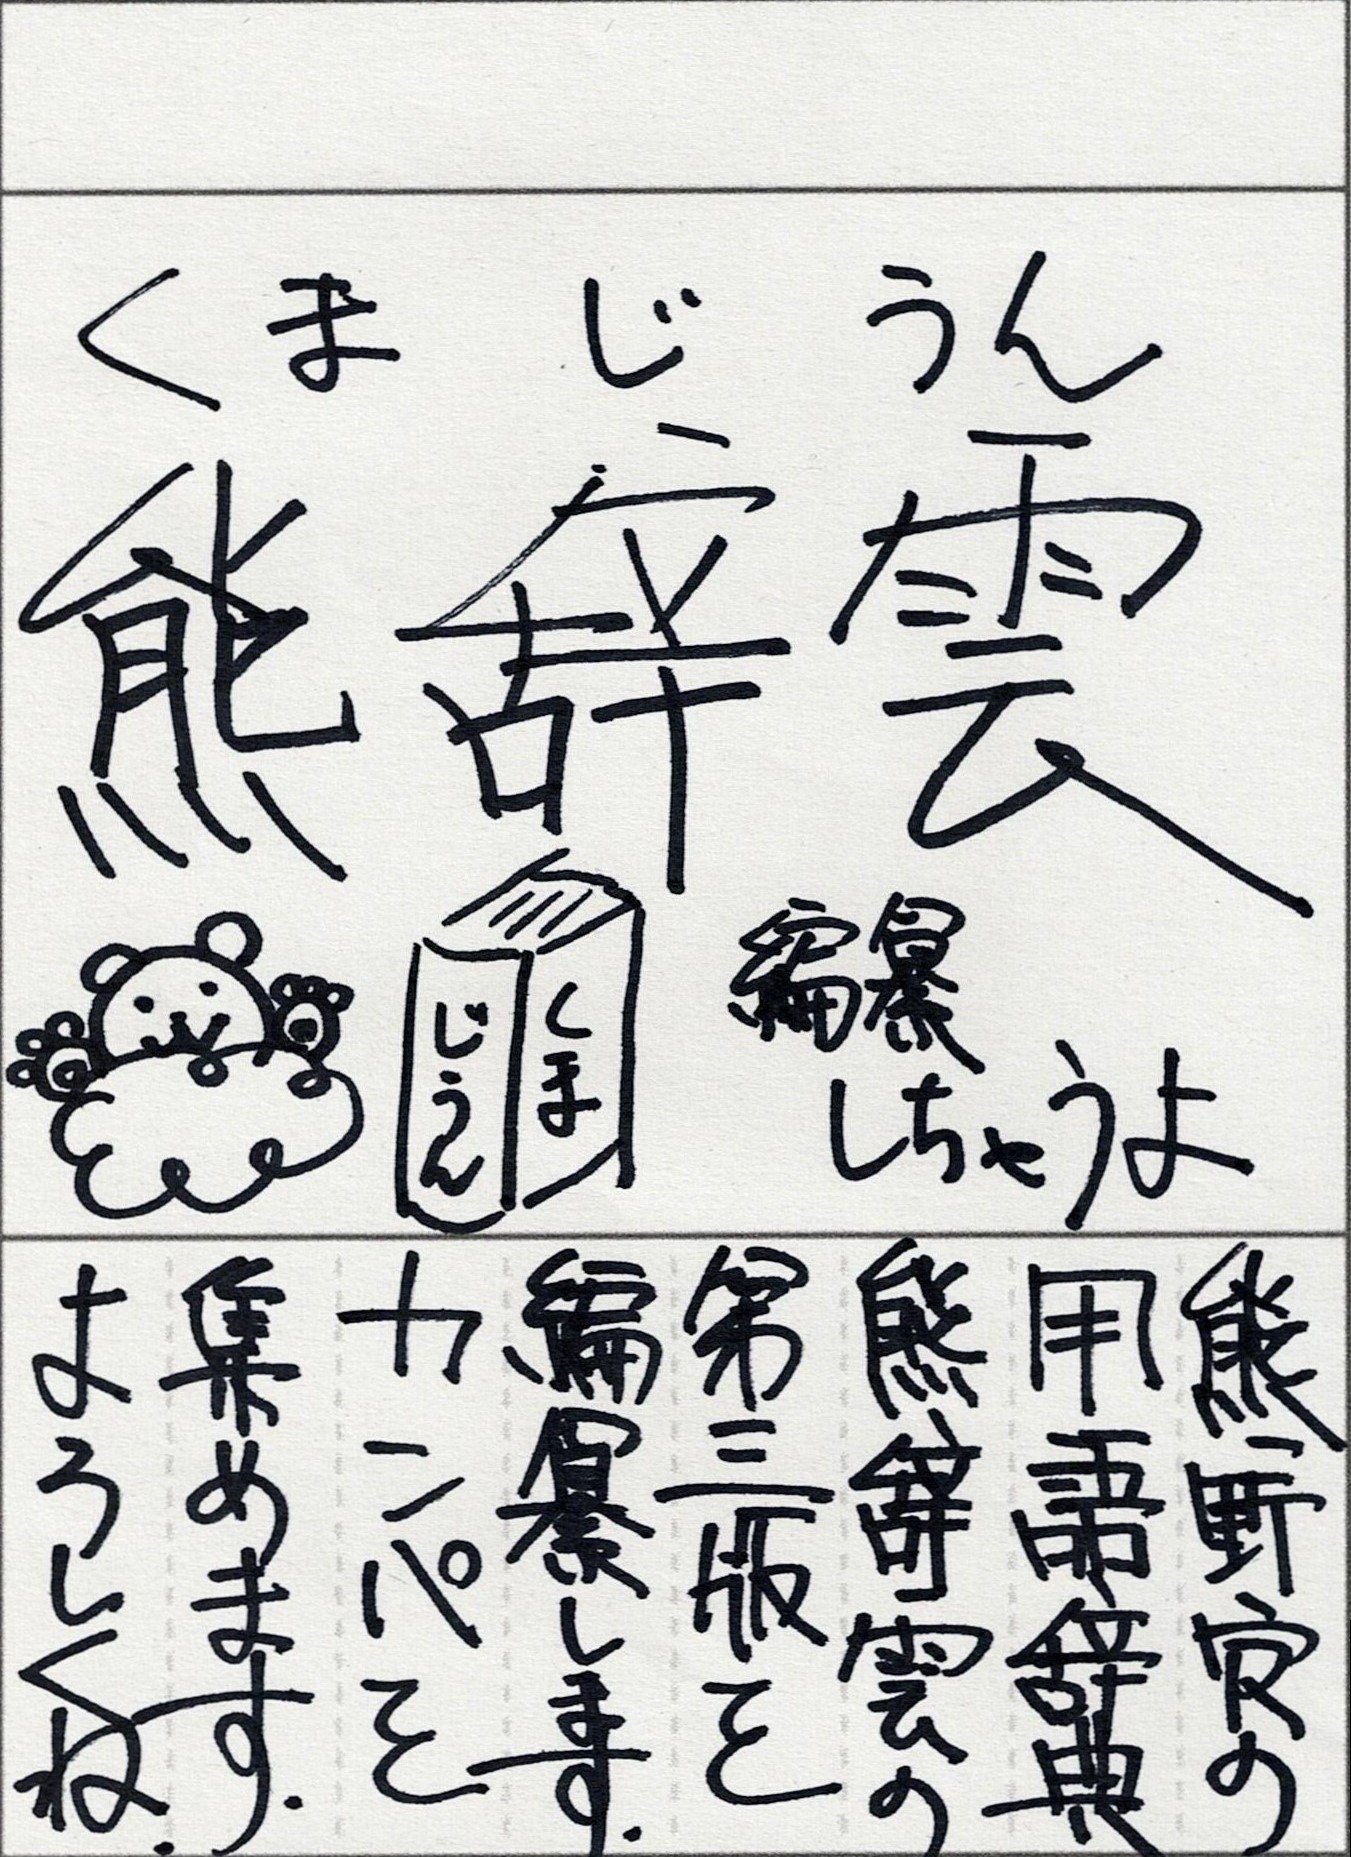 くまじうん
熊辞雲
じうん
くま
編纂
しちゃうよ
熊野寮の
用語辞典
熊辞雲の
第三版を
編纂します.
カンパを
集めます.
よろしくね.